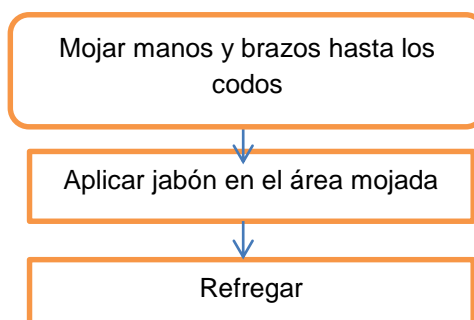 Mojar manos y brazos hasta los
codos
Aplicar jabón en el área mojada
Refregar